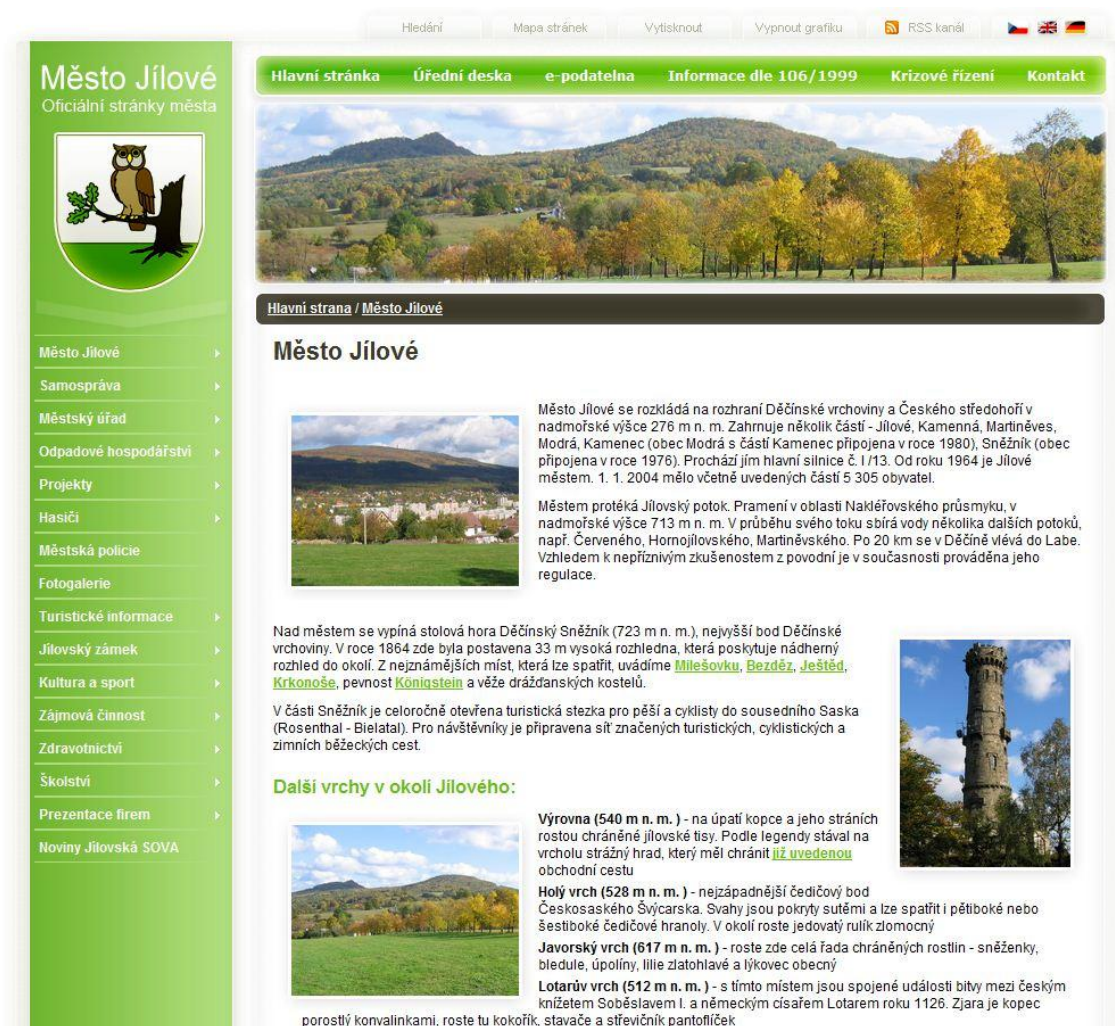 Hledání
Mapa stránek
Vytisknout
Vypnout grafiku
RSS kanál
Město Jílové
Oficiální stránky města
Hlavní stránka
Úřední deska
e-podatelna
Informace dle 106/1999
Krizové řízení
Kontakt
Město Jílové
Samospráva
Městský úřad
Odpadové hospodářství
Projekty
Hasiči
Městská policie
Fotogalerie
Turistické informace
Jílovský zámek
Kultura a sport
Zájmová činnost
Zdravotnictví
Školství
Prezentace firem
Noviny Jílovská SOVA
Hlavní strana / Město Jílové
Město Jílové
Město Jílové se rozkládá na rozhraní Děčínské vrchoviny a Českého středohoří v
nadmořské výšce 276 m n. m. Zahrnuje několik částí - Jílové, Kamenná, Martiněves,
Modrá, Kamenec (obec Modrá s částí Kamenec připojena v roce 1980), Sněžník (obec
připojena v roce 1976). Prochází jím hlavní silnice č. I /13. Od roku 1964 je Jílové
městem. 1. 1. 2004 mělo včetně uvedených částí 5 305 obyvatel.
Městem protéká Jílovský potok. Pramení v oblasti Nakléřovského průsmyku, v
nadmořské výšce 713 m n. m. V průběhu svého toku sbírá vody několika dalších potoků,
např. Červeného, Hornojílovského, Martiněvského. Po 20 km se v Děčíně vlévá do Labe.
Vzhledem k nepříznivým zkušenostem z povodní je v současnosti prováděna jeho
regulace.
Nad městem se vypíná stolová hora Děčínský Sněžník (723 m n. m.), nejvyšší bod Děčínské
vrchoviny. V roce 1864 zde byla postavena 33 m vysoká rozhledna, která poskytuje nádherný
rozhled do okolí. Z nejznámějších míst, která lze spatřit, uvádíme Milešovku, Bezděz, Ještěd,
Krkonoše, pevnost Königstein a věže drážďanských kostelů.
V části Sněžník je celoročně otevřena turistická stezka pro pěší a cyklisty do sousedního Saska
(Rosenthal - Bielatal). Pro návštěvníky je připravena síť značených turistických, cyklistických a
zimních běžeckých cest.
Další vrchy v okolí Jílového:
Výrovna (540 m n. m. ) - na úpatí kopce a jeho stráních
rostou chráněné jílovské tisy. Podle legendy stával na
vrcholu strážný hrad, který měl chránit již uvedenou
obchodní cestu
Holý vrch (528 m n. m. ) - nejzápadnější čedičový bod
Českosaského Švýcarska. Svahy jsou pokryty sutěmi a lze spatřit i pětiboké nebo
šestiboké čedičové hranoly. V okolí roste jedovatý rulík zlomocný
Javorský vrch (617 m n. m. ) - roste zde celá řada chráněných rostlin - sněženky,
bledule, úpolíny, lilie zlatohlavé a lýkovec obecný
Lotarův vrch (512 m n. m. ) - s tímto místem jsou spojené události bitvy mezi českým
knížetem Soběslavem I. a německým císařem Lotarem roku 1126. Zjara je kopec
porostlý konvalinkami, roste tu kokořík, stavače a střevičník pantoflíček